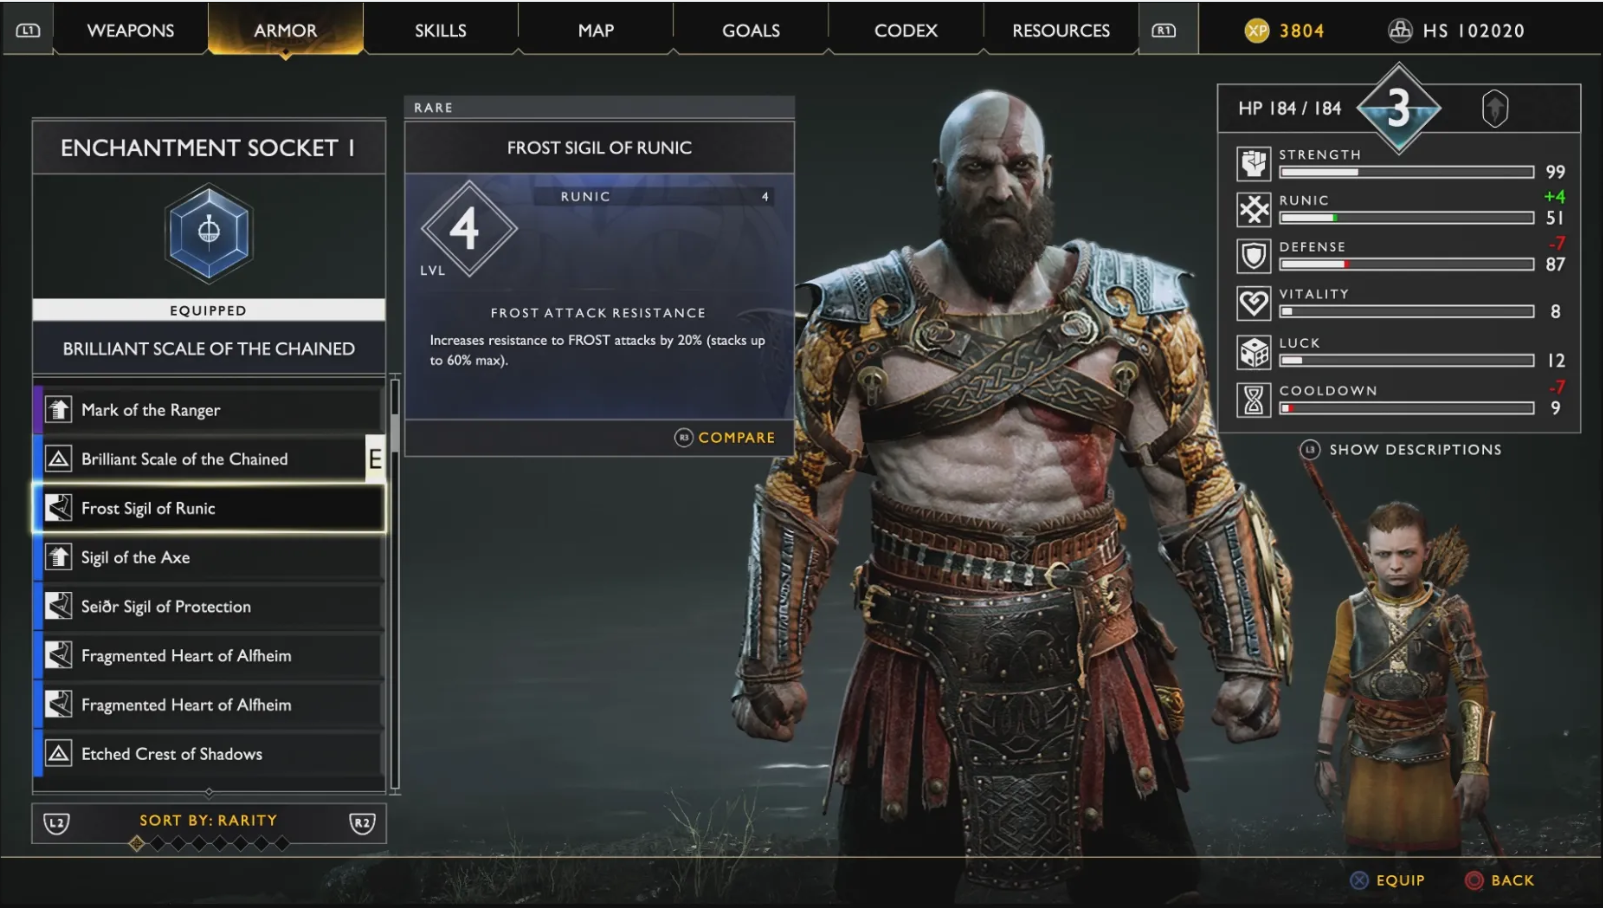 L1
WEAPONS
ARMOR
SKILLS
MAP
GOALS
CODEX
RESOURCES
R1
XP 3804
HS 102020
ENCHANTMENT SOCKET 1
EQUIPPED
BRILLIANT SCALE OF THE CHAINED
Mark of the Ranger
Brilliant Scale of the Chained E
Frost Sigil of Runic
Sigil of the Axe
Seiðr Sigil of Protection
Fragmented Heart of Alfheim
Fragmented Heart of Alfheim
Etched Crest of Shadows
L2 SORT BY: RARITY R2
RARE
FROST SIGIL OF RUNIC
RUNIC 4
4
LVL
FROST ATTACK RESISTANCE
Increases resistance to FROST attacks by 20% (stacks up
to 60% max).
R3 COMPARE
HP 184 / 184
3
STRENGTH
99
RUNIC +4
51
DEFENSE -7
87
VITALITY
8
LUCK
12
COOLDOWN -7
9
L3 SHOW DESCRIPTIONS
EQUIP
BACK